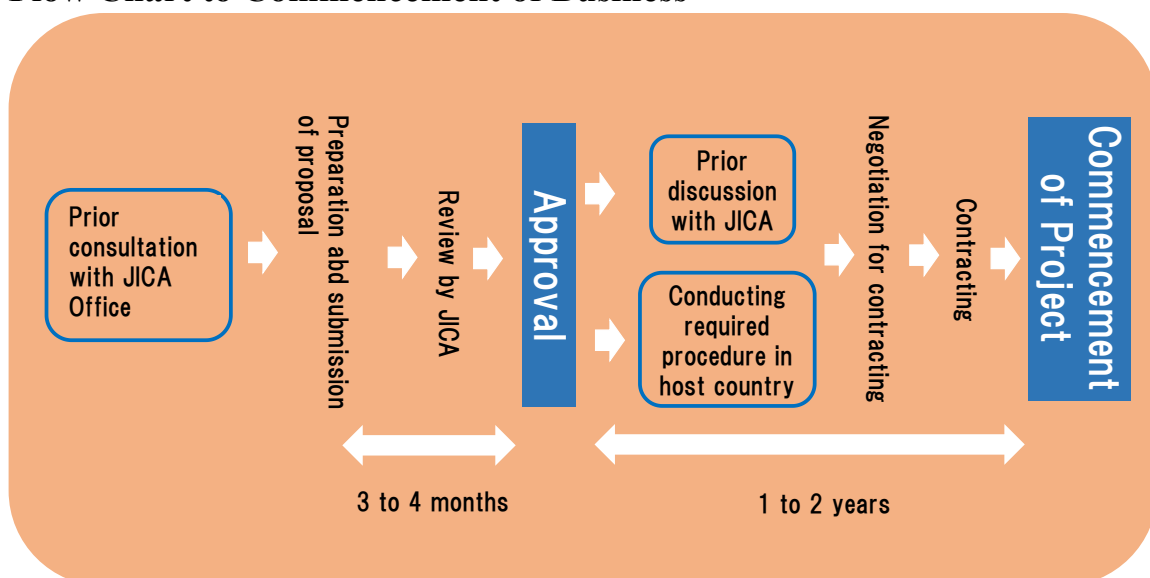 Flow Chart to Commencement of Business
Prior
consultation
with JICA
Office
Preparation abd submission
of proposal
Review by JICA
Approval
Prior
discussion
with JICA
Conducting
required
procedure in
host country
Negotiation for contracting
Contracting
Commencement
of Project
3 to 4 months
1 to 2 years